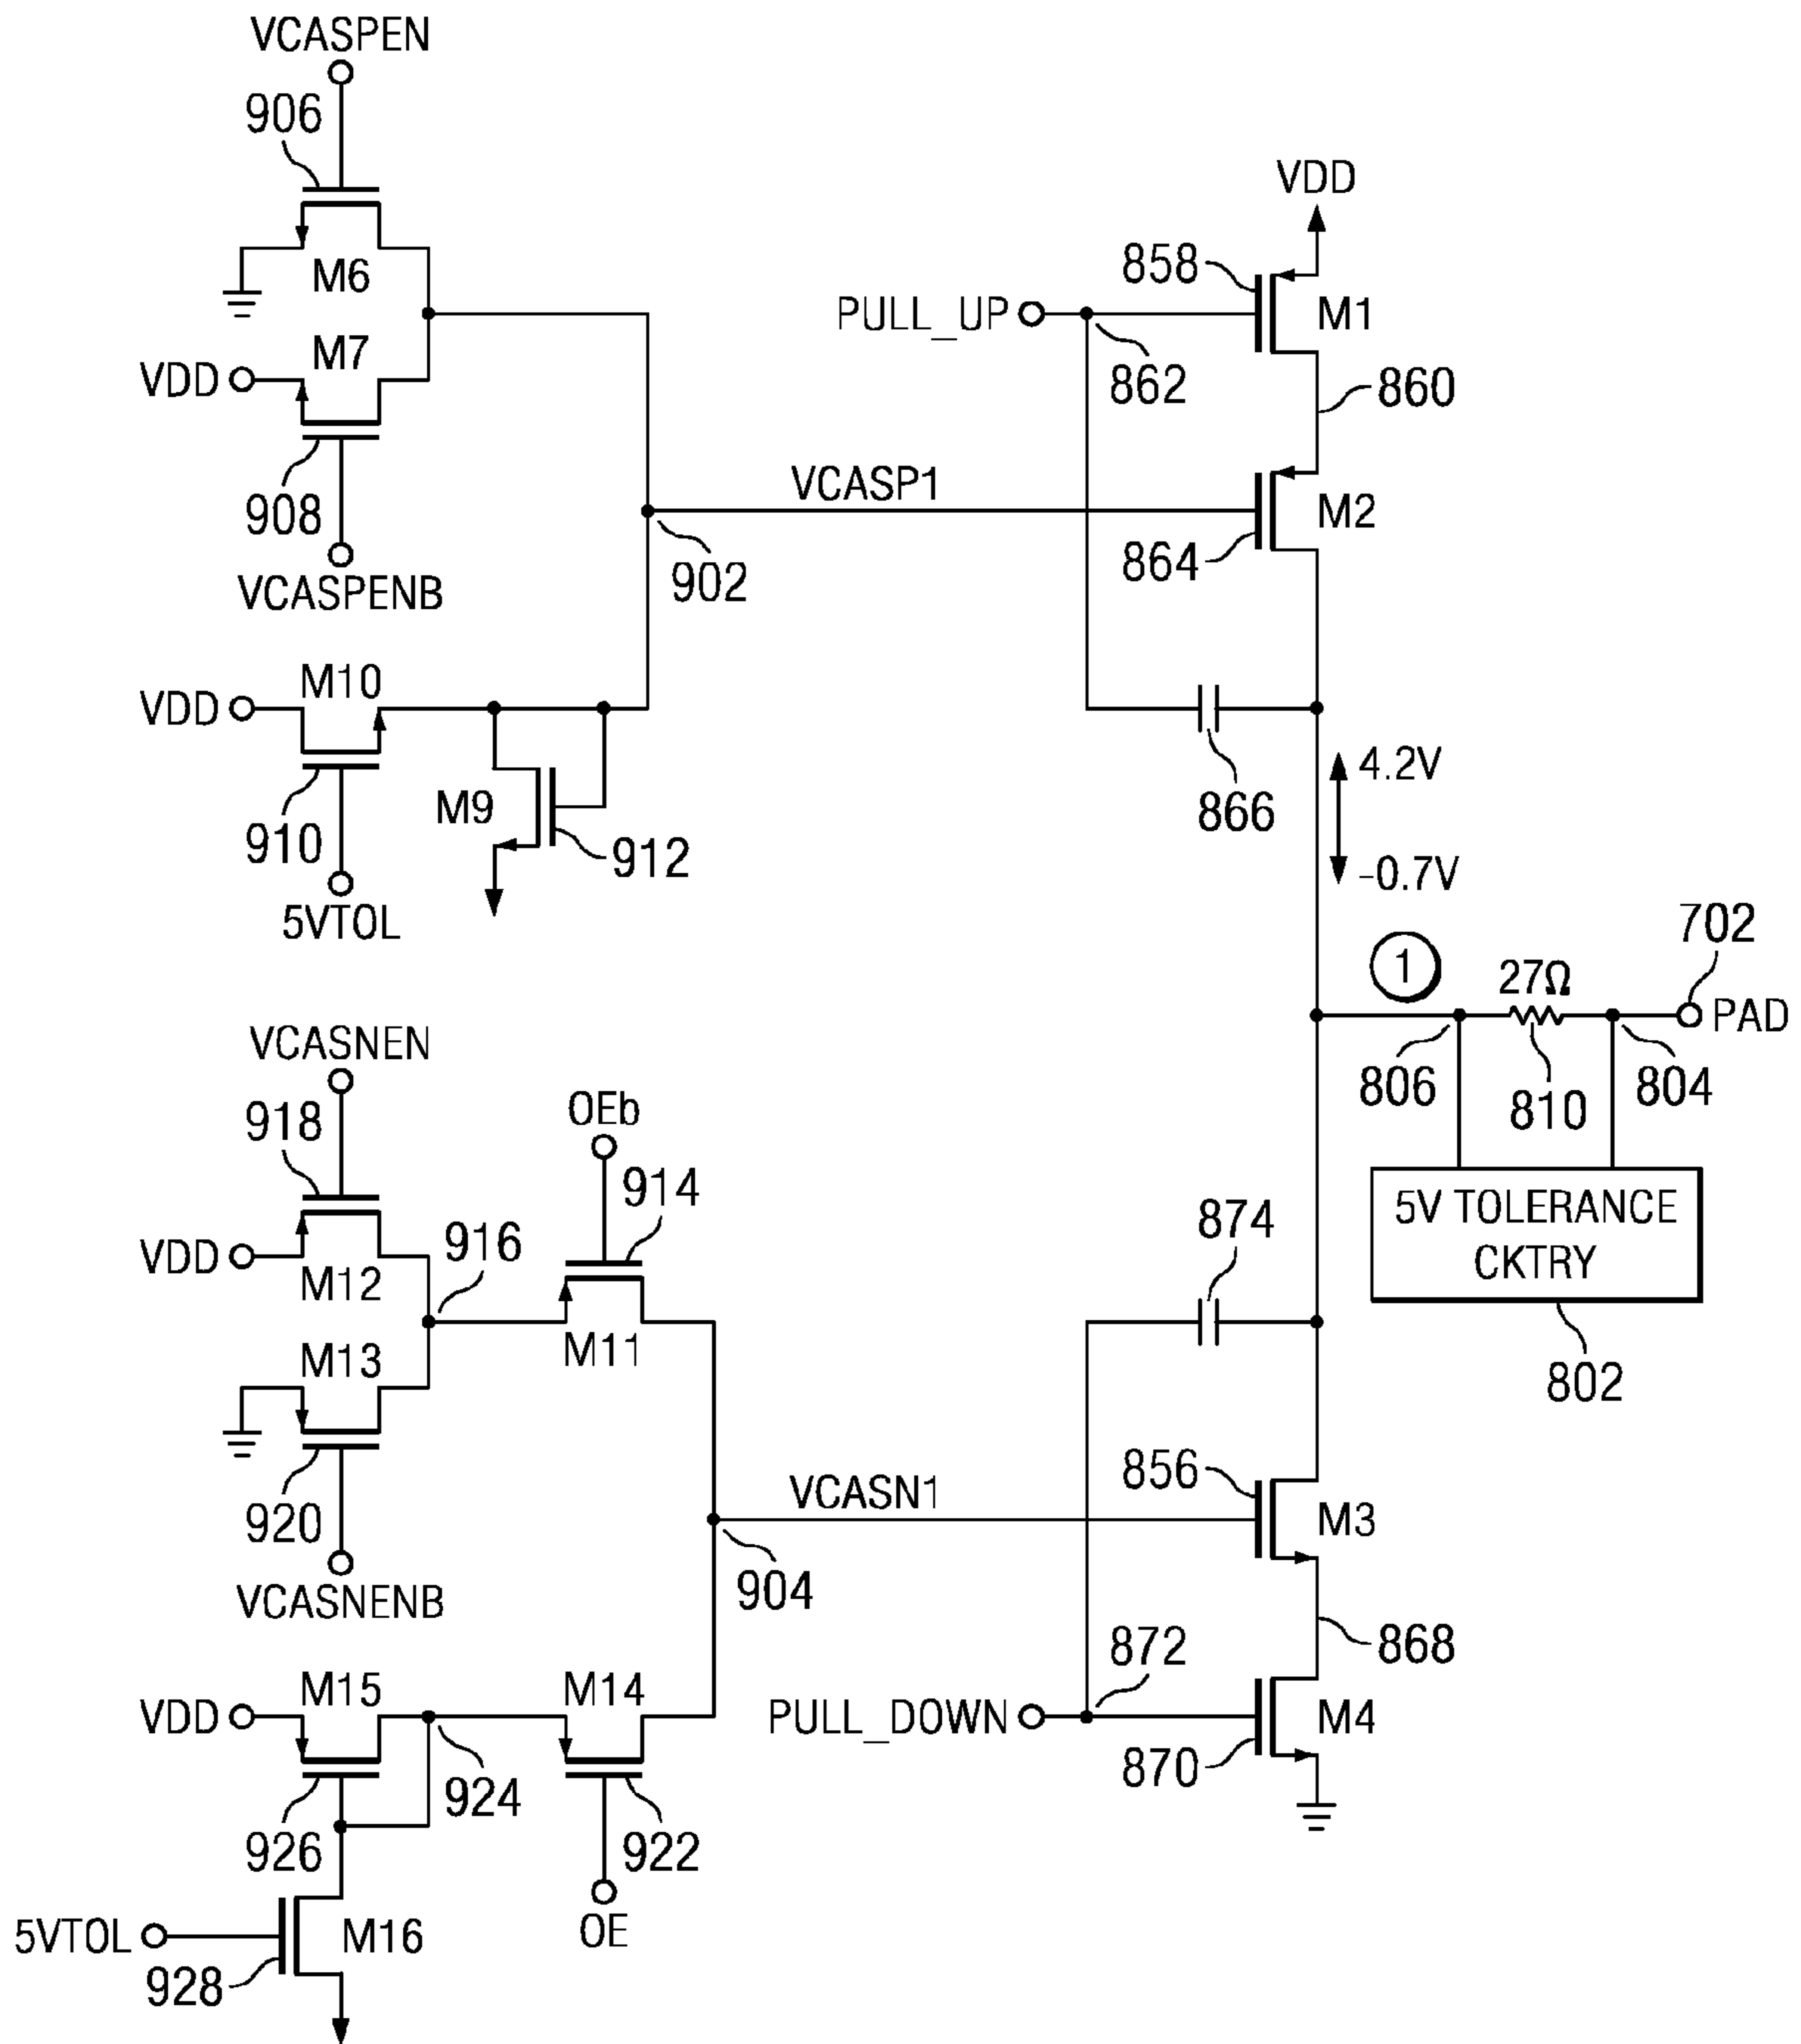 VCASPEN
906
M6
M7
VDD
908
VCASPENB
VDD
858
PULL_UP
M1
862
860
VCASP1
M2
864
902
M10
VDD
M9
910
912
5VTOL
866
4.2V
-0.7V
1
27Ω
702
PAD
806
810
804
5V TOLERANCE
CKTRY
802
VCASNEN
918
OEb
914
VDD
M12
916
M11
M13
920
VCASNENB
874
VCASN1
856
M3
904
868
872
M15
M14
VDD
PULL_DOWN
M4
870
924
926
922
OE
5VTOL
M16
928